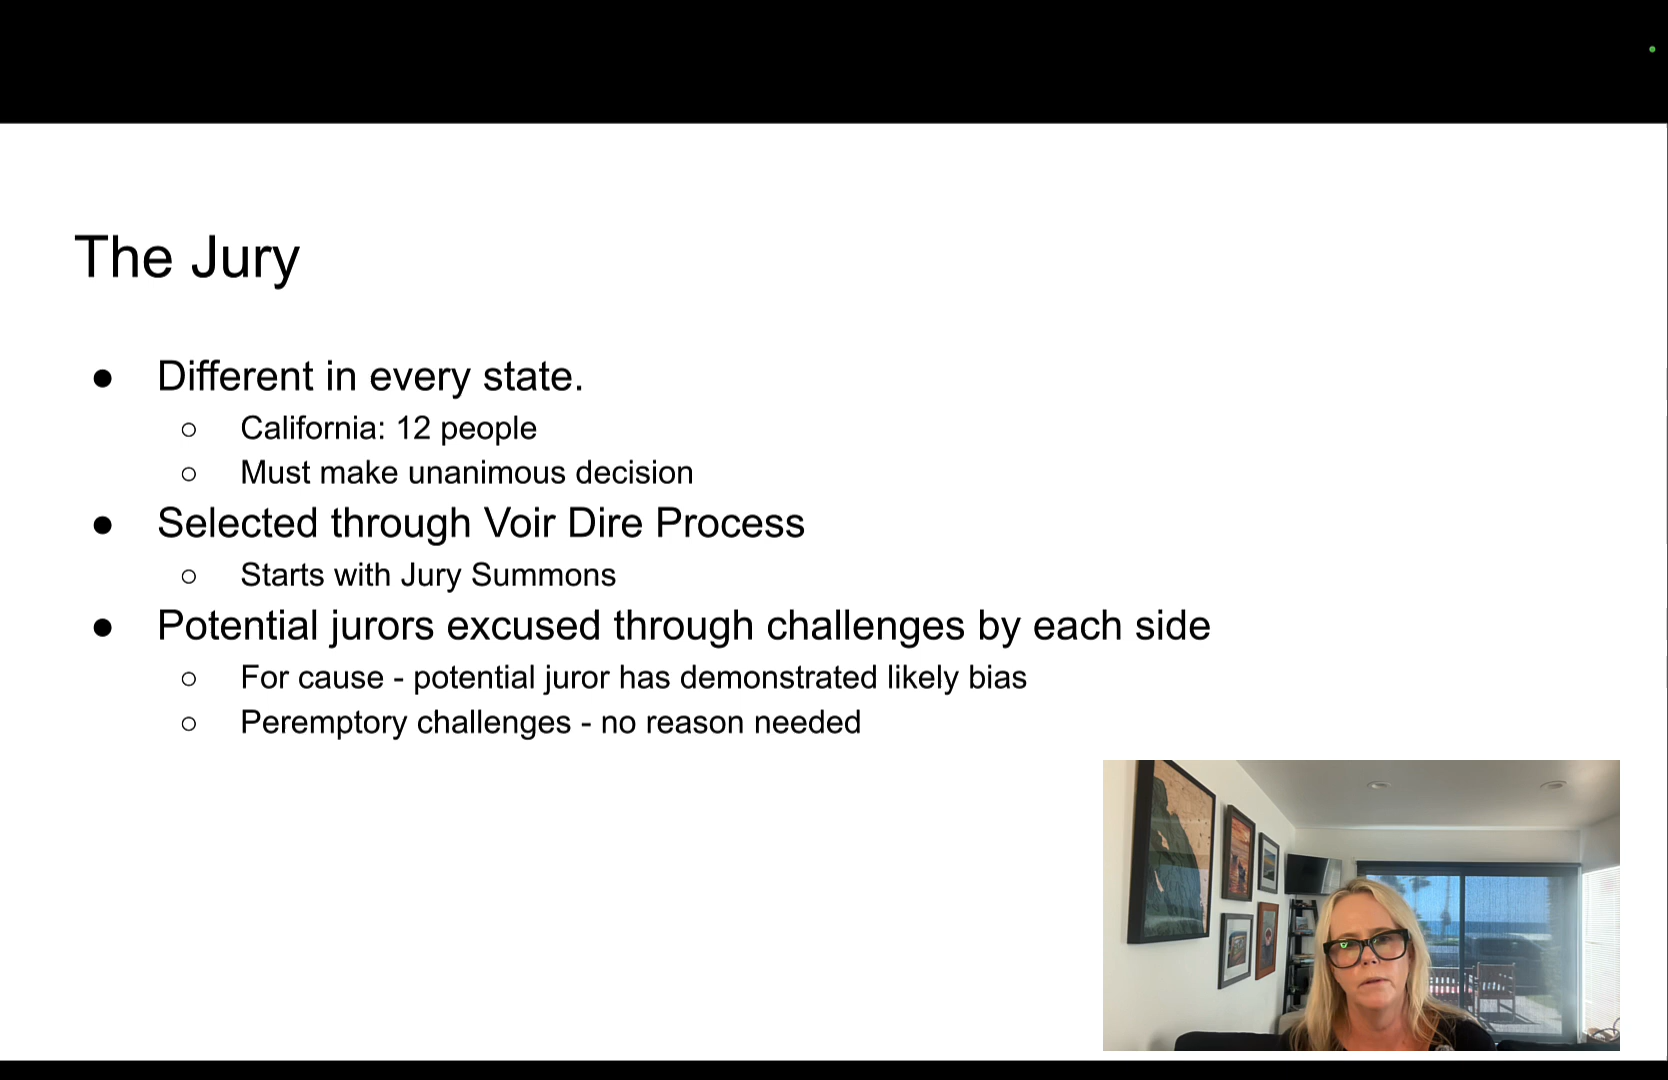 The Jury
● Different in every state.
○ California: 12 people
○ Must make unanimous decision
● Selected through Voir Dire Process
○ Starts with Jury Summons
● Potential jurors excused through challenges by each side
○ For cause - potential juror has demonstrated likely bias
○ Peremptory challenges - no reason needed